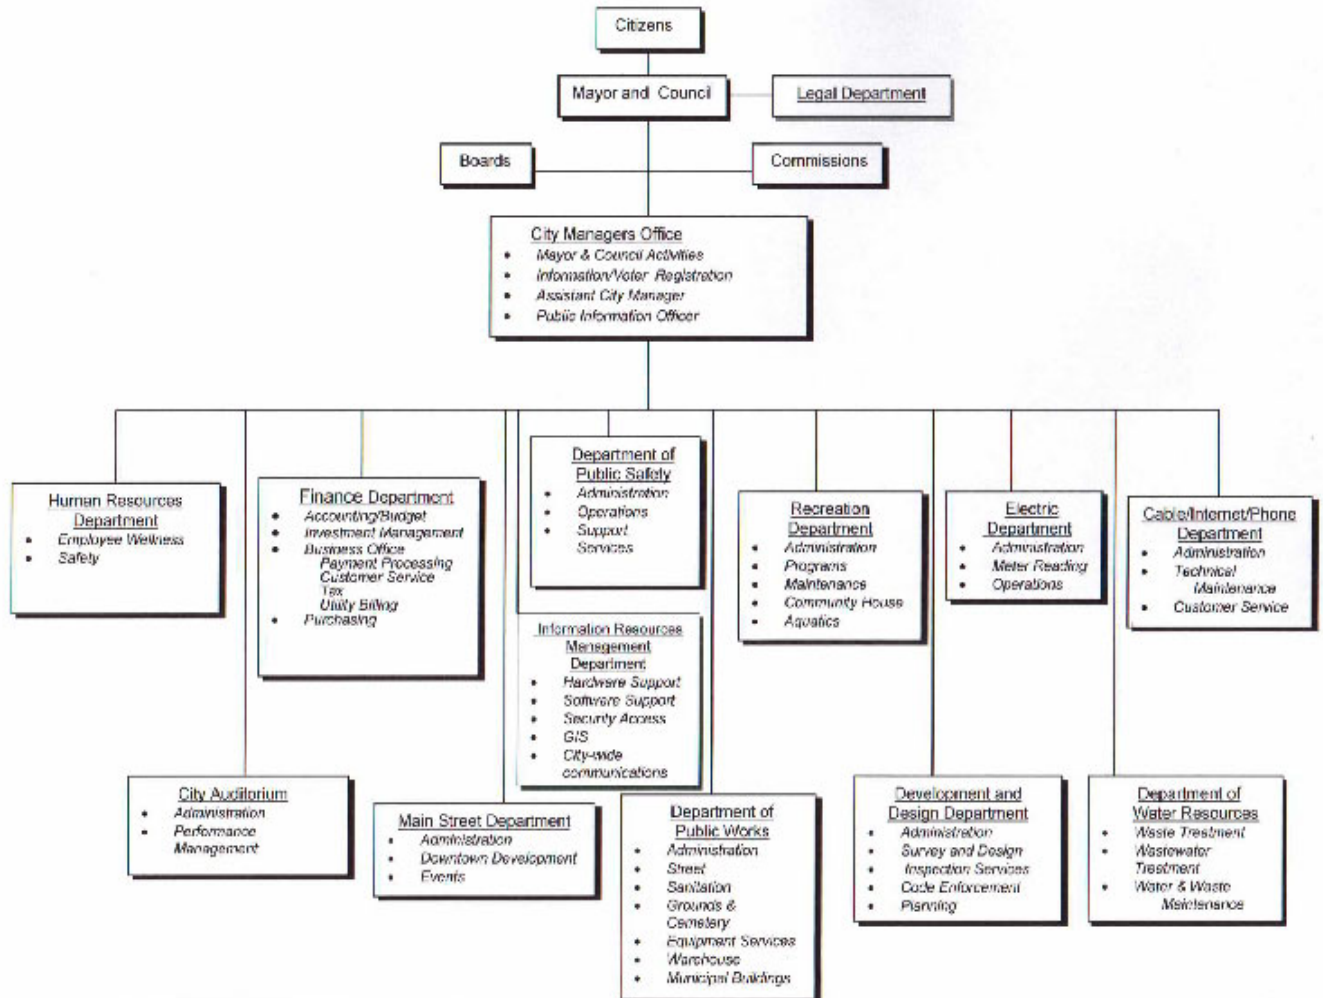 Citizens
Mayor and Council
Legal Department
Boards
Commissions
City Managers Office
• Mayor & Council Activities
• Information/Voter Registration
• Assistant City Manager
• Public Information Officer
Human Resources
Department
• Employee Wellness
• Safety
Finance Department
• Accounting/Budget
• Investment Management
• Business Office
Payment Processing
Customer Service
Tax
Utility Billing
• Purchasing
Department of
Public Safety
• Administration
• Operations
• Support
Services
Recreation
Department
• Administration
• Programs
• Maintenance
• Community House
• Aquatics
Electric
Department
• Administration
• Meter Reading
• Operations
Cable/Internet/Phone
Department
• Administration
• Technical
Maintenance
• Customer Service
Information Resources
Management
Department
• Hardware Support
• Software Support
• Security Access
• GIS
• City-wide
communications
City Auditorium
• Administration
• Performance
Management
Main Street Department
• Administration
• Downtown Development
• Events
Department of
Public Works
• Administration
• Street
• Sanitation
• Grounds &
Cemetery
• Equipment Services
• Warehouse
• Municipal Buildings
Development and
Design Department
• Administration
• Survey and Design
• Inspection Services
• Code Enforcement
• Planning
Department of
Water Resources
• Waste Treatment
• Wastewater
Treatment
• Water & Waste
Maintenance